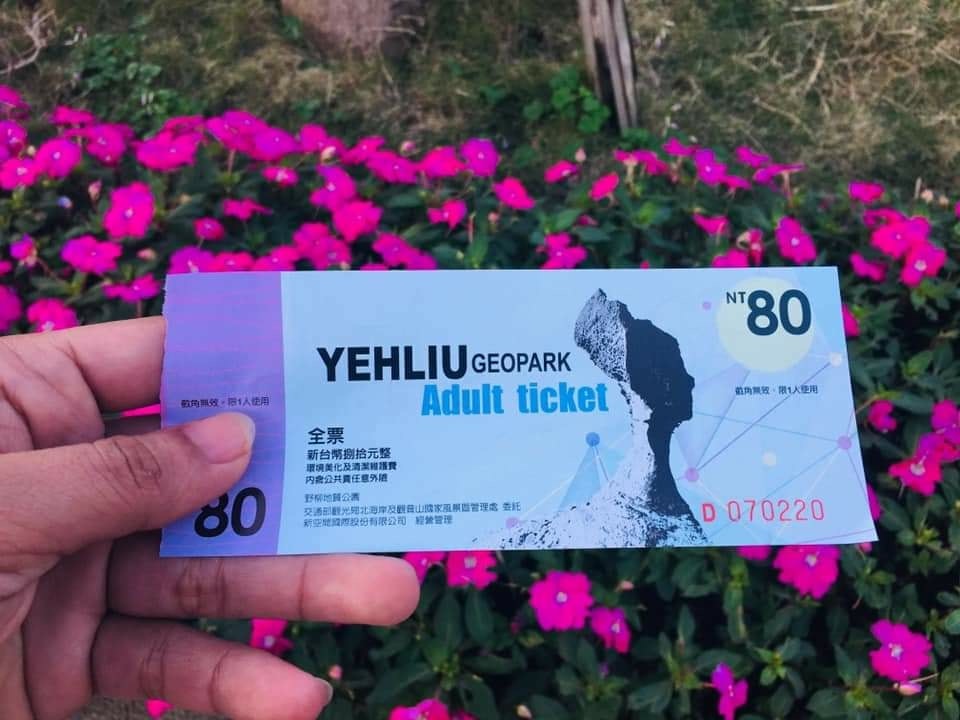 YEHLIU GEOPARK
Adult ticket
NT80
截角無效，限1人使用
截角無效，限1人使用
全票
新台幣捌拾元整
環境美化及清潔維護費
內含公共責任意外險
野柳地質公園
交通部觀光局北海岸及觀音山國家風景區管理處 委託
新空間國際股份有限公司 經營管理
80
D 070220